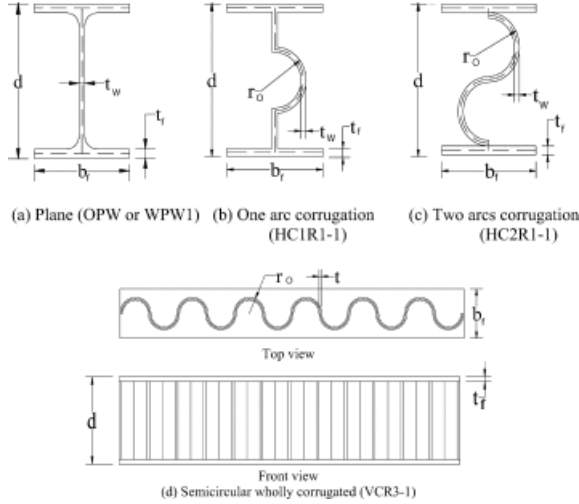 d
t_w
t_f
b_f
(a) Plane (OPW or WPW1)
d
r_o
t_w
t_f
b_f
(b) One arc corrugation
(HC1R1-1)
d
r_o
t_w
t_f
b_f
(c) Two arcs corrugation
(HC2R1-1)
r_o
t
b_f
Top view
d
t_f
Front view
(d) Semicircular wholly corrugated (VCR3-1)